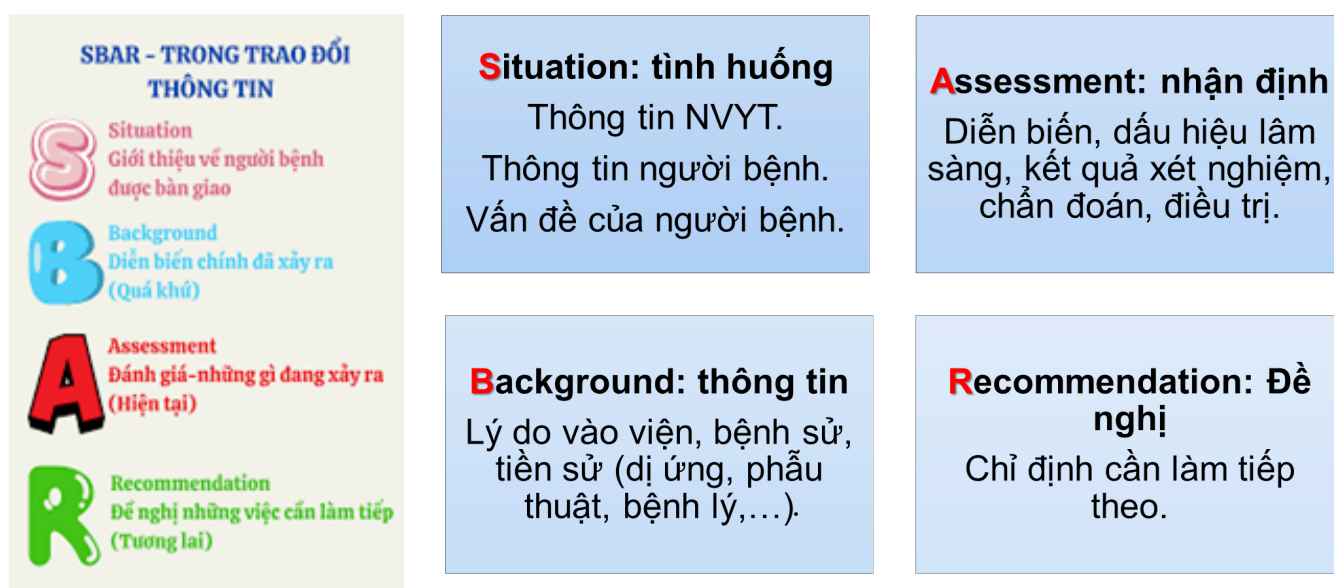 SBAR – TRONG TRAO ĐỔI
THÔNG TIN
S
Situation
Giới thiệu về người bệnh
được bàn giao
B
Background
Diễn biến chính đã xảy ra
(Quá khứ)
A
Assessment
Đánh giá-những gì đang xảy ra
(Hiện tại)
R
Recommendation
Đề nghị những việc cần làm tiếp
(Tương lai)
Situation: tình huống
Thông tin NVYT.
Thông tin người bệnh.
Vấn đề của người bệnh.
Assessment: nhận định
Diễn biến, dấu hiệu lâm
sàng, kết quả xét nghiệm,
chẩn đoán, điều trị.
Background: thông tin
Lý do vào viện, bệnh sử,
tiền sử (dị ứng, phẫu
thuật, bệnh lý,…).
Recommendation: Đề
nghị
Chỉ định cần làm tiếp
theo.